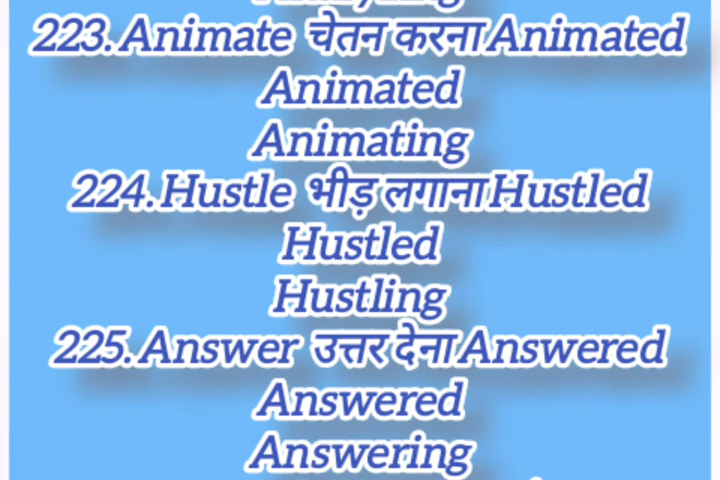 223. Animate चेतन करना Animated
Animated
Animating
224. Hustle भीड़ लगाना Hustled
Hustled
Hustling
225. Answer उत्तर देना Answered
Answered
Answering